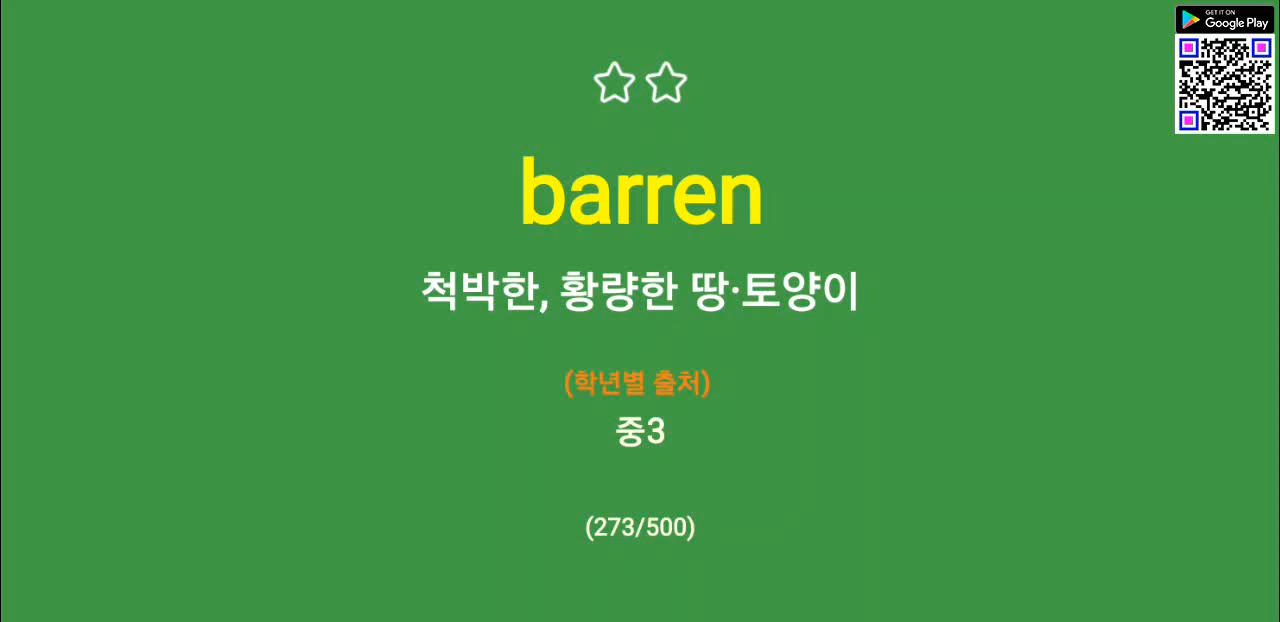 GET IT ON
Google Play
barren
척박한, 황량한 땅·토양이
(학년별 출처)
중3
(273/500)